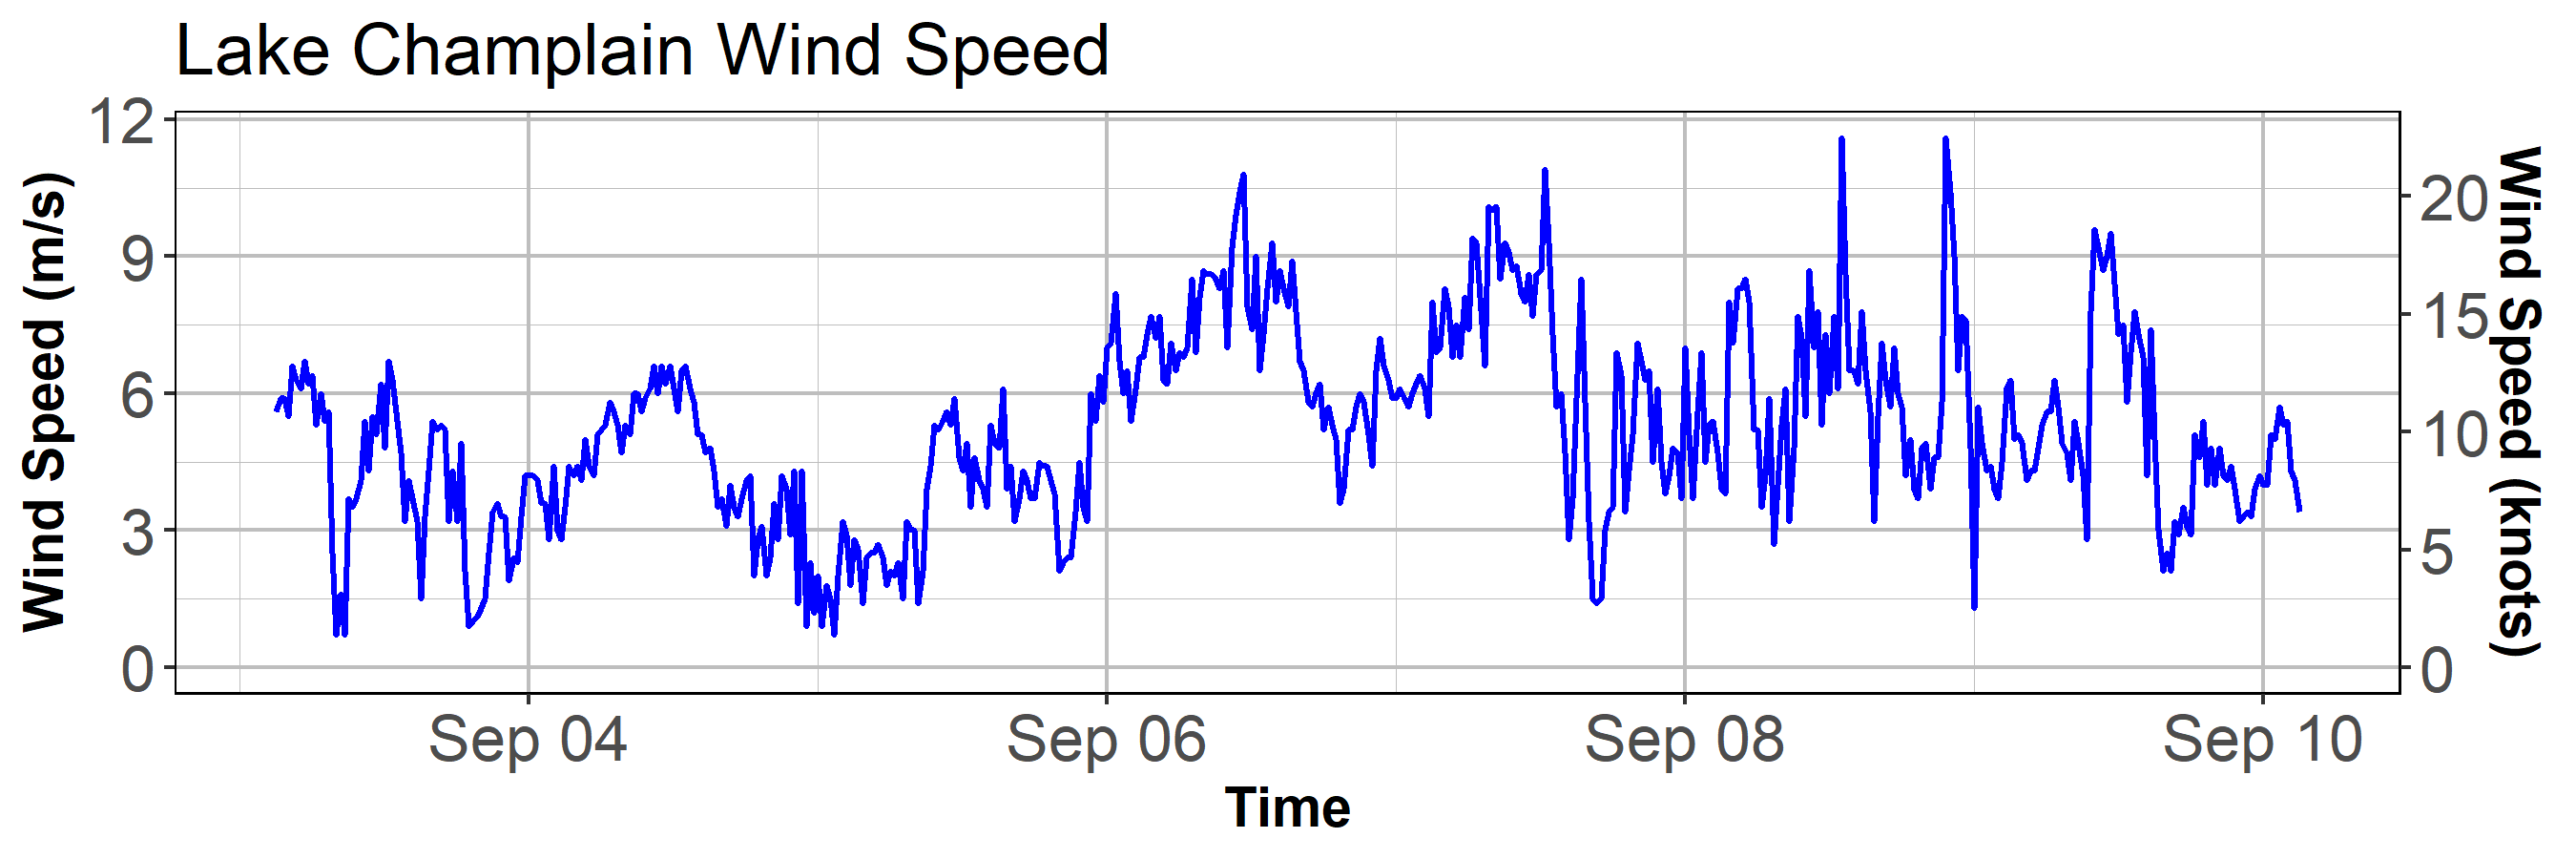 Lake Champlain Wind Speed
Wind Speed (m/s)
12
9
6
3
0
20
15
10
5
0
Wind Speed (knots)
Sep 04
Sep 06
Sep 08
Sep 10
Time